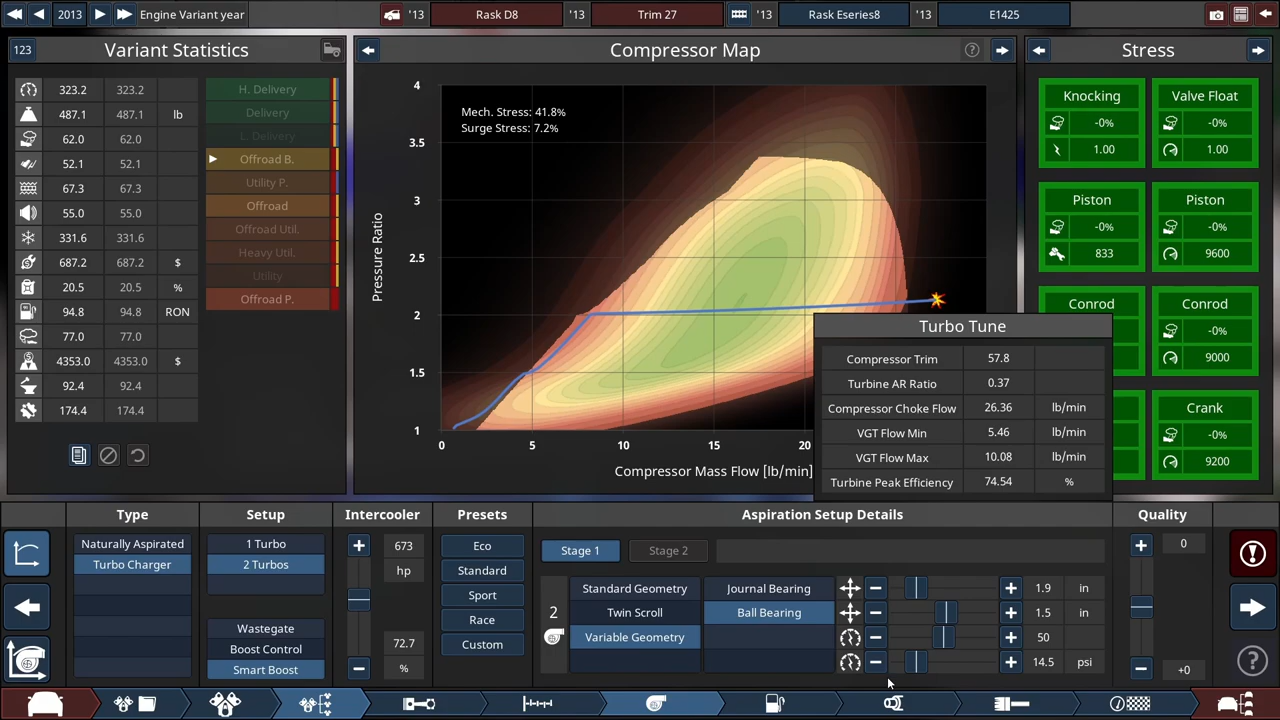 2013 Engine Variant year '13 Rask D8 '13 Trim 27 '13 Rask Eseries8 '13 E1425
123 Variant Statistics
323.2 323.2
487.1 487.1 lb
62.0 62.0
52.1 52.1
67.3 67.3
55.0 55.0
331.6 331.6
687.2 687.2 $
20.5 20.5 %
94.8 94.8 RON
77.0 77.0
4353.0 4353.0 $
92.4 92.4
174.4 174.4
H. Delivery
Delivery
L. Delivery
Offroad B.
Utility P.
Offroad
Offroad Util.
Heavy Util.
Utility
Offroad P.
Compressor Map ?
Mech. Stress: 41.8%
Surge Stress: 7.2%
Pressure Ratio
4
3.5
3
2.5
2
1.5
1
0 5 10 15 20
Compressor Mass Flow [lb/min]
Turbo Tune
Compressor Trim 57.8
Turbine AR Ratio 0.37
Compressor Choke Flow 26.36 lb/min
VGT Flow Min 5.46 lb/min
VGT Flow Max 10.08 lb/min
Turbine Peak Efficiency 74.54 %
Stress
Knocking Valve Float
-0% -0%
1.00 1.00
Piston Piston
-0% -0%
833 9600
Conrod Conrod
-0%
9000
Crank
-0%
9200
Type
Naturally Aspirated
Turbo Charger
Setup
1 Turbo
2 Turbos
Wastegate
Boost Control
Smart Boost
Intercooler
673
hp
72.7
%
Presets
Eco
Standard
Sport
Race
Custom
Aspiration Setup Details
Stage 1 Stage 2
2
Standard Geometry Journal Bearing
Twin Scroll Ball Bearing
Variable Geometry
1.9 in
1.5 in
50
14.5 psi
Quality
0
+0
?